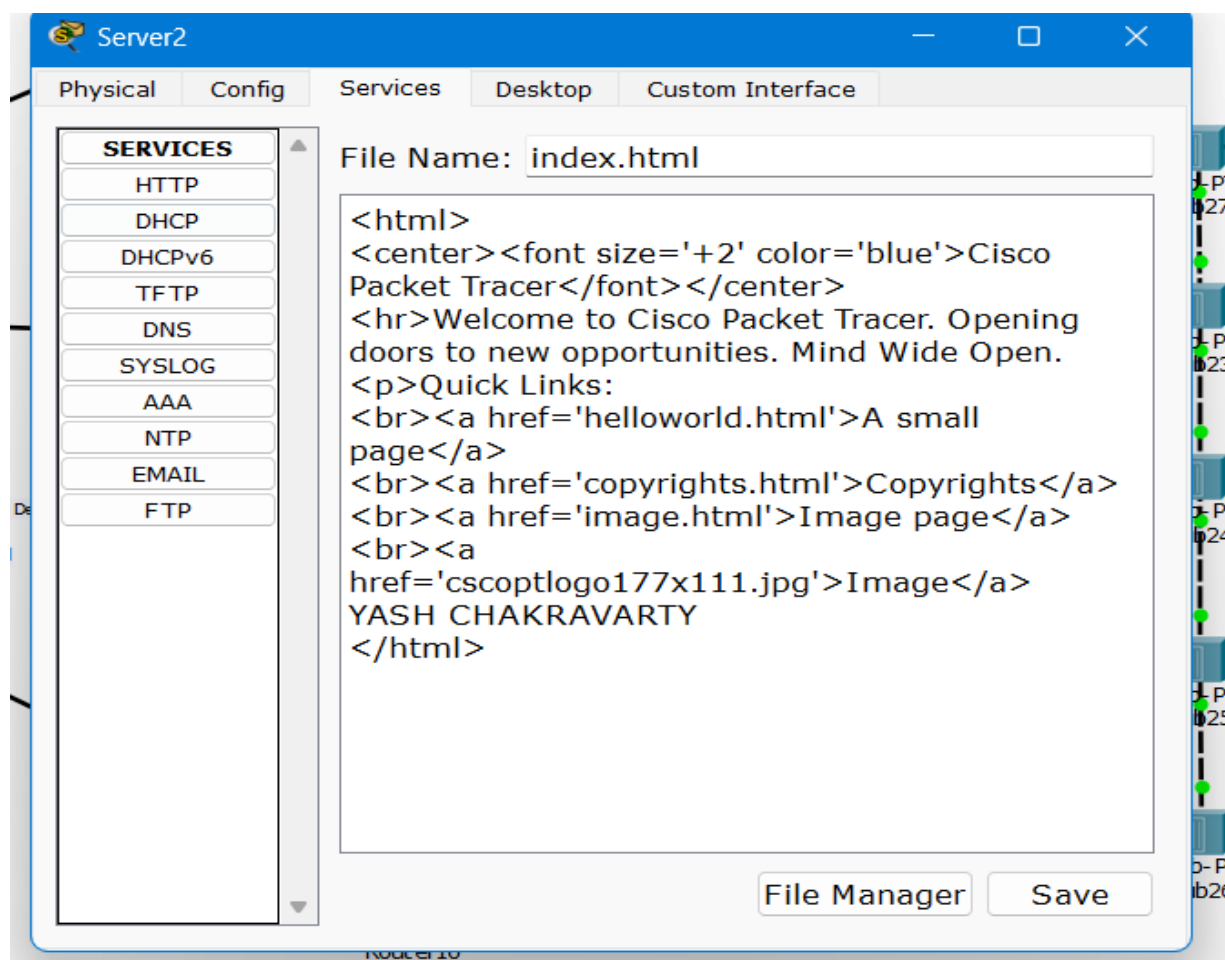 Server2
Physical
Config
Services
Desktop
Custom Interface
SERVICES
HTTP
DHCP
DHCPv6
TFTP
DNS
SYSLOG
AAA
NTP
EMAIL
FTP
File Name: index.html
<html>
<center><font size='+2' color='blue'>Cisco
Packet Tracer</font></center>
<hr>Welcome to Cisco Packet Tracer. Opening
doors to new opportunities. Mind Wide Open.
<p>Quick Links:
<br><a href='helloworld.html'>A small
page</a>
<br><a href='copyrights.html'>Copyrights</a>
<br><a href='image.html'>Image page</a>
<br><a
href='cscoptlogo177x111.jpg'>Image</a>
YASH CHAKRAVARTY
</html>
File Manager
Save